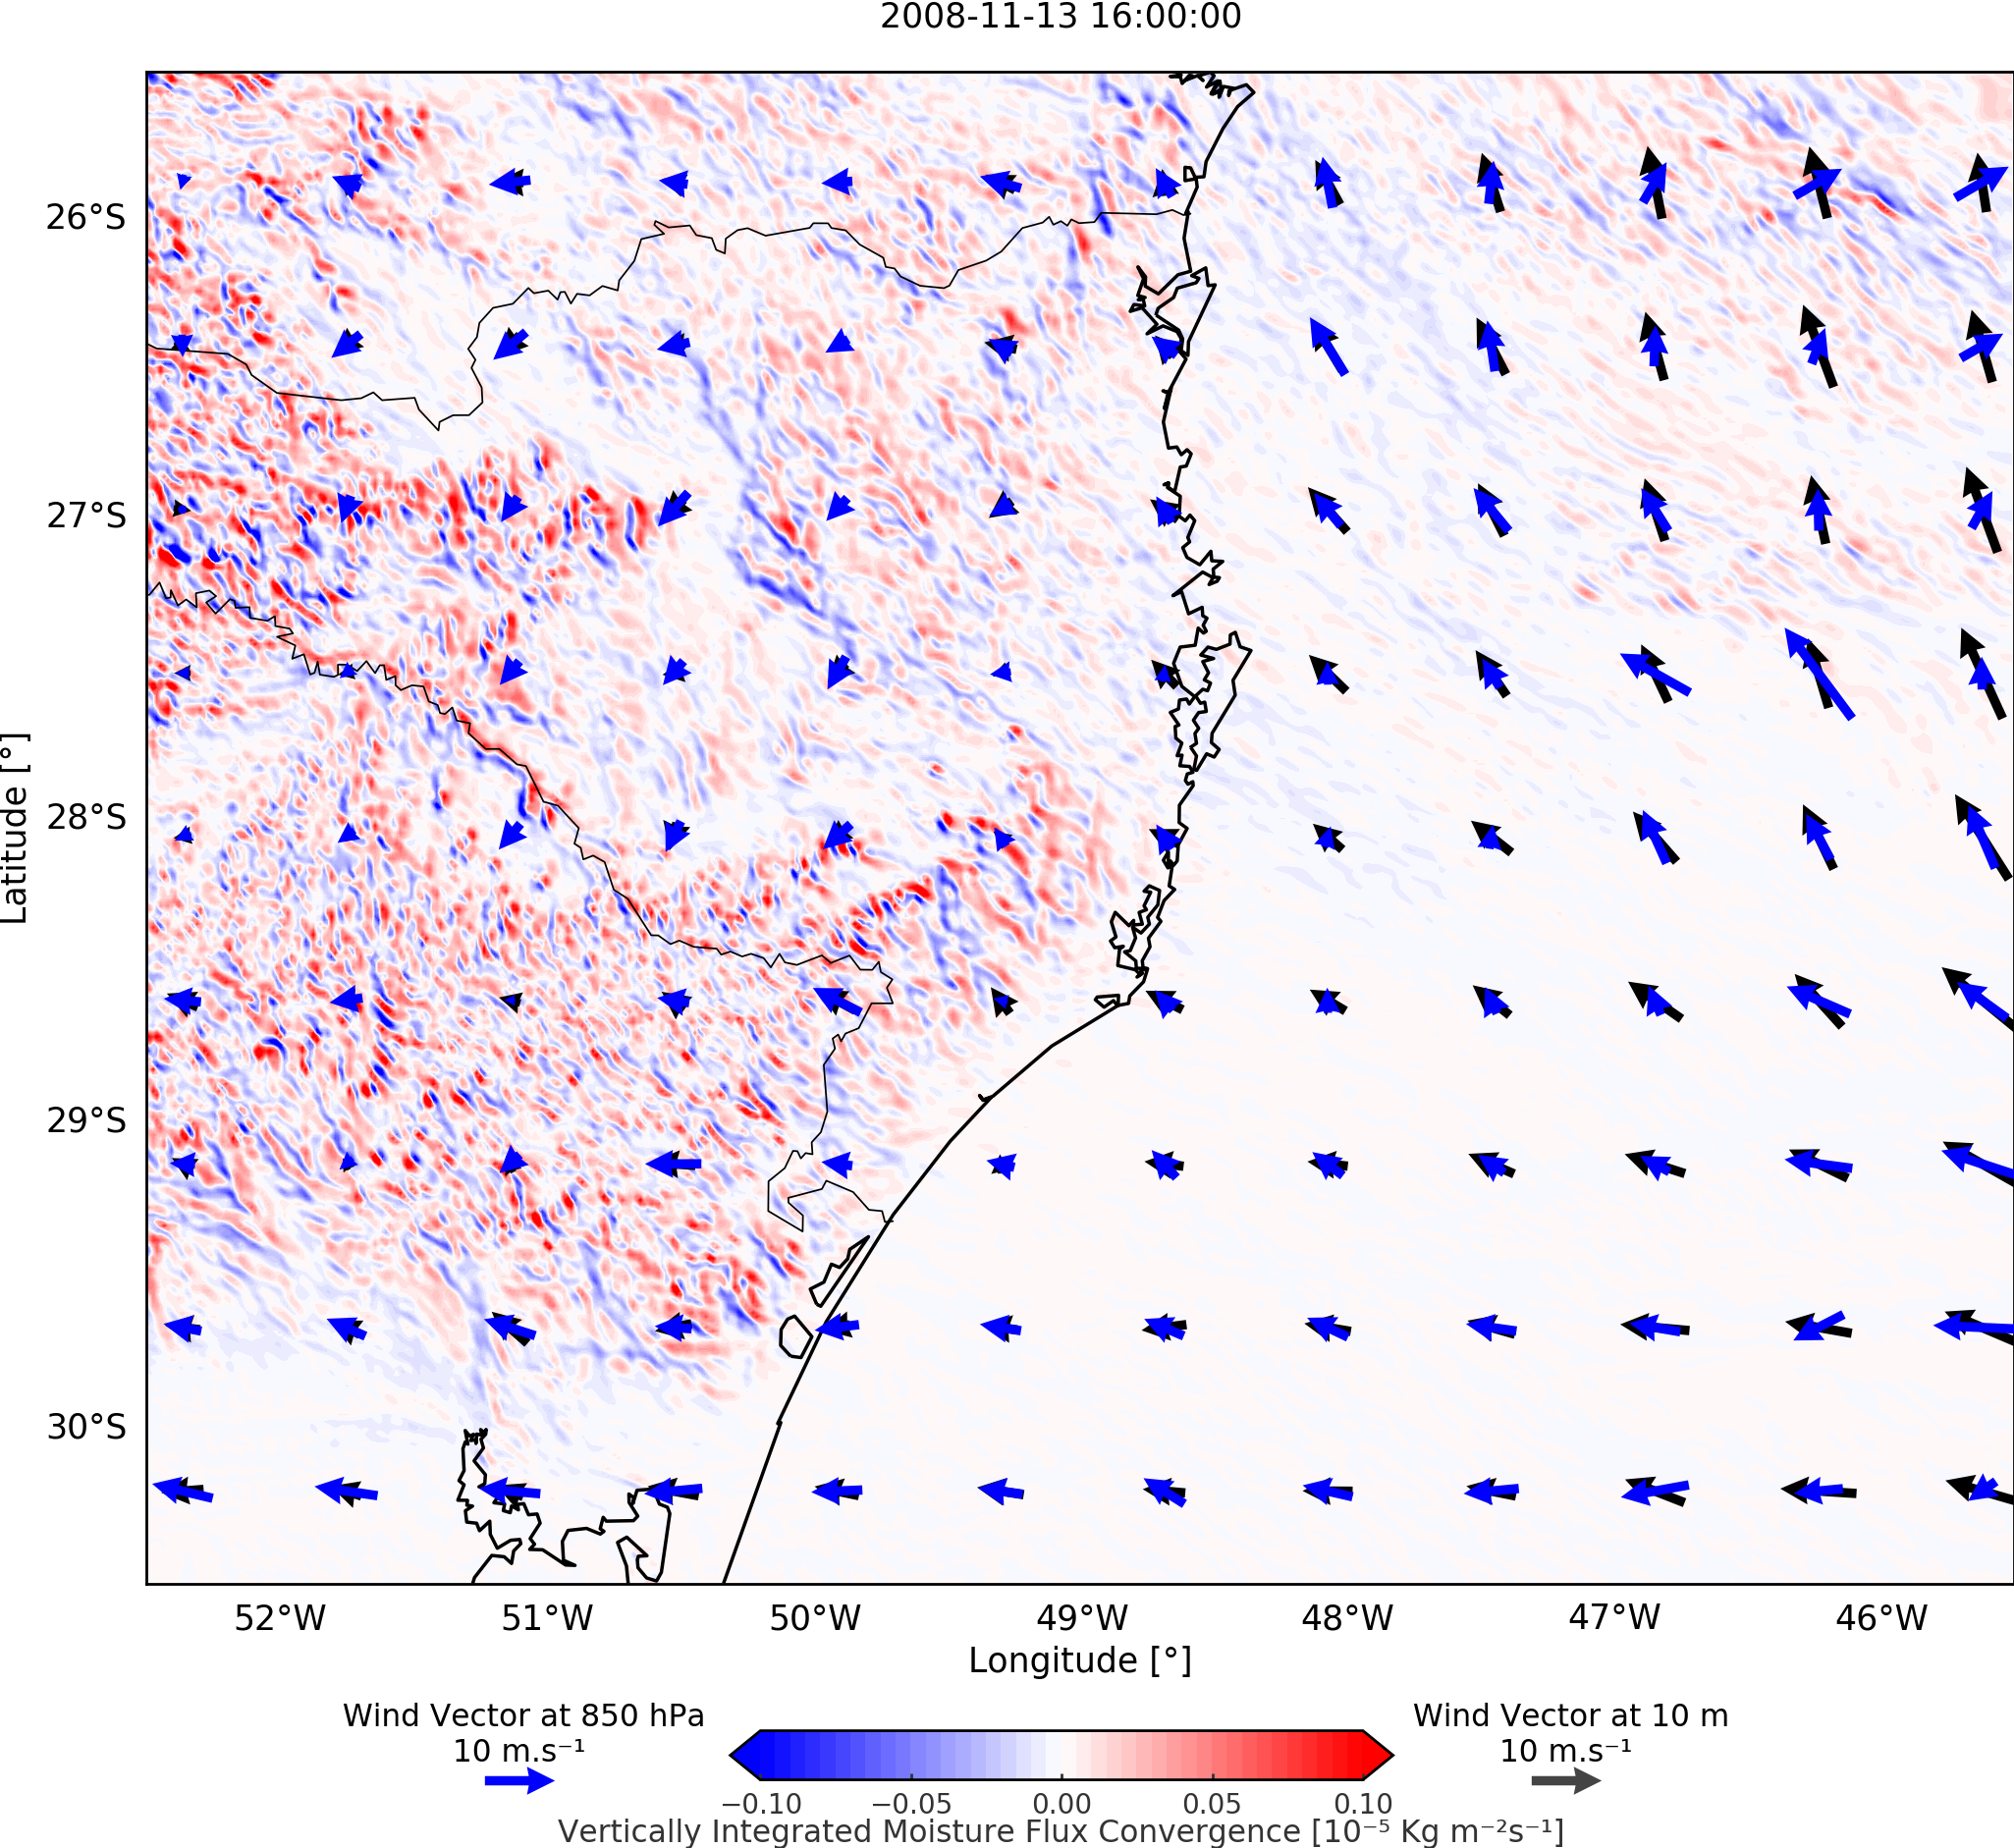 2008-11-13 16:00:00
26°S
27°S
28°S
29°S
30°S
Latitude [°]
52°W 51°W 50°W 49°W 48°W 47°W 46°W
Longitude [°]
Wind Vector at 850 hPa
10 m.s⁻¹
Wind Vector at 10 m
10 m.s⁻¹
−0.10 −0.05 0.00 0.05 0.10
Vertically Integrated Moisture Flux Convergence [10⁻⁵ Kg m⁻²s⁻¹]